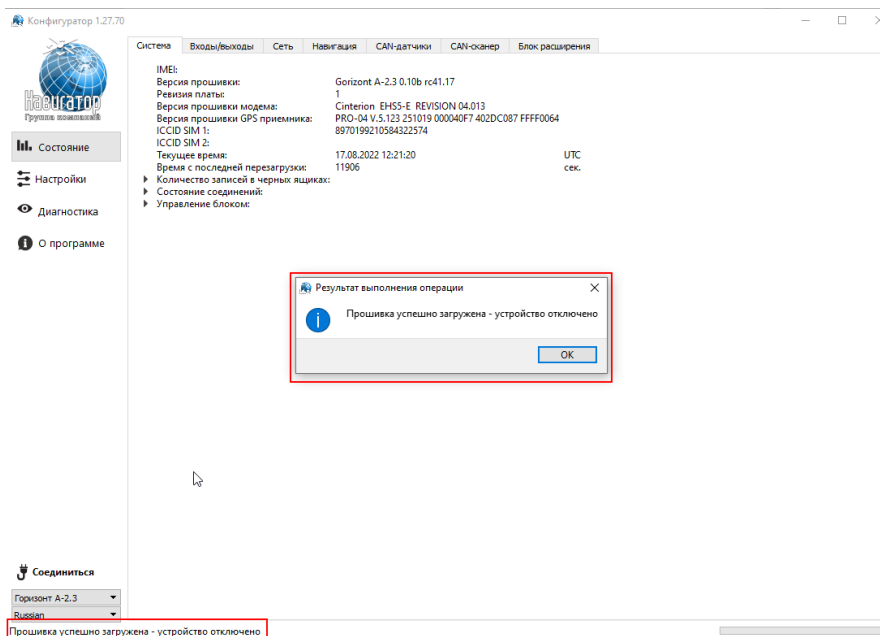 Конфигуратор 1.27.70
Система Входы/выходы Сеть Навигация CAN-датчики CAN-сканер Блок расширения
Навигатор
Группа компаний
Состояние
Настройки
Диагностика
О программе
IMEI:
Версия прошивки: Gorizont A-2.3 0.10b rc41.17
Ревизия платы: 1
Версия прошивки модема: Cinterion EHS5-E REVISION 04.013
Версия прошивки GPS приемника: PRO-04 V.5.123 251019 000040F7 402DC087 FFFF0064
ICCID SIM 1: 8970199210584322574
ICCID SIM 2:
Текущее время: 17.08.2022 12:21:20 UTC
Время с последней перезагрузки: 11906 сек.
Количество записей в черных ящиках:
Состояние соединений:
Управление блоком:
Результат выполнения операции
Прошивка успешно загружена - устройство отключено
OK
Соединиться
Горизонт А-2.3
Russian
Прошивка успешно загружена - устройство отключено